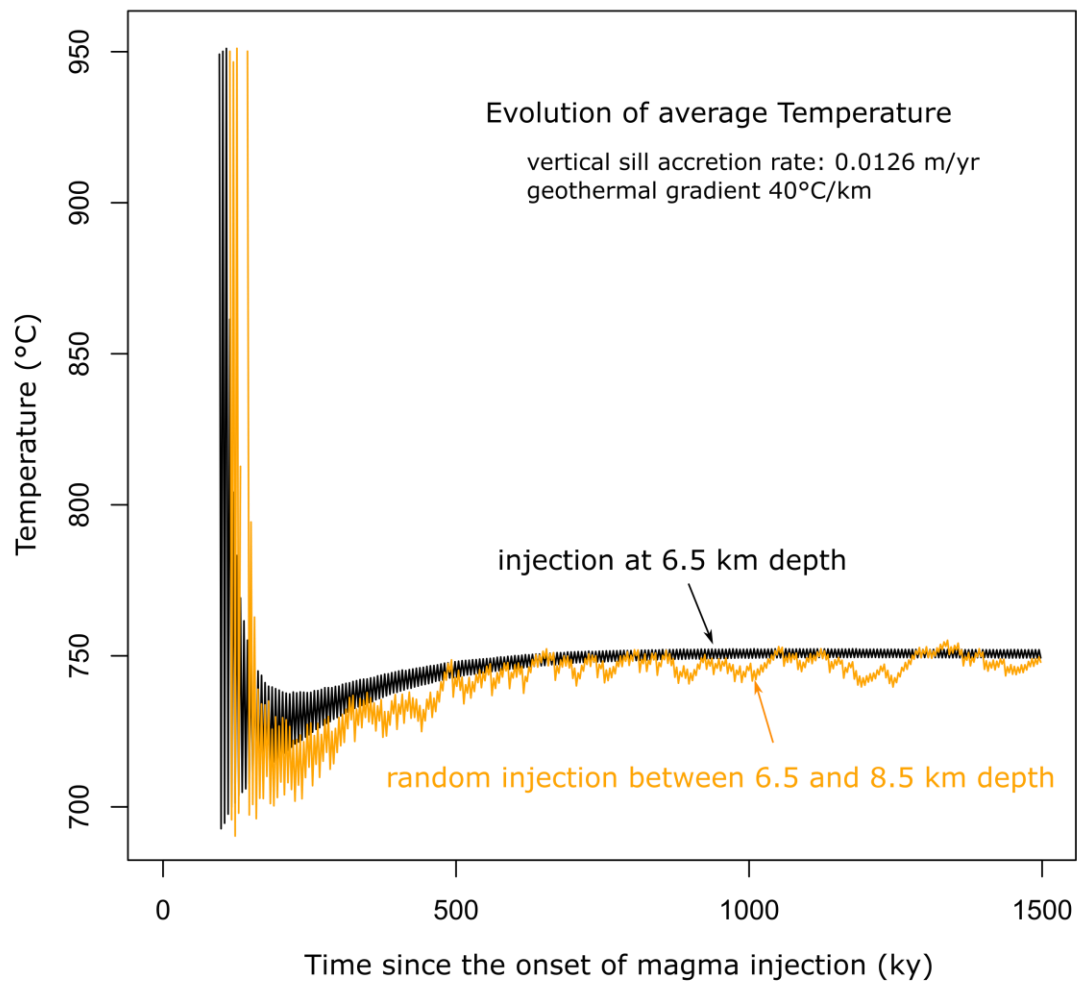 Evolution of average Temperature
vertical sill accretion rate: 0.0126 m/yr
geothermal gradient 40°C/km
injection at 6.5 km depth
random injection between 6.5 and 8.5 km depth
Temperature (°C)
950
900
850
800
750
700
0 500 1000 1500
Time since the onset of magma injection (ky)